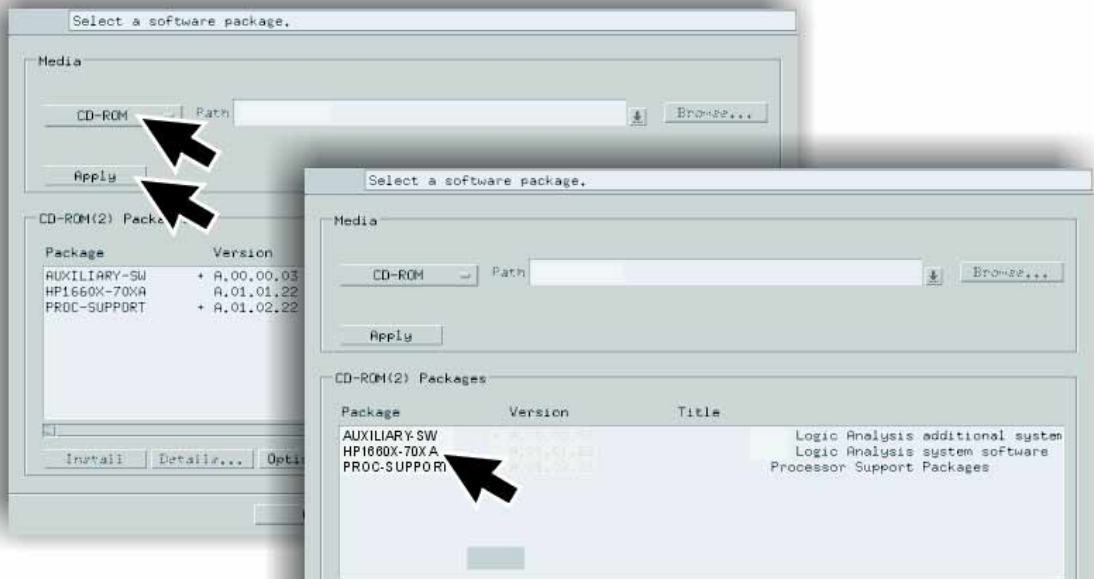 Select a software package.
Media
CD-ROM
Path
Browse...
Apply
CD-ROM(2) Pack
Package Version
AUXILIARY-SW + A.00.00.03
HP1660X-70XA A.01.01.22
PROC-SUPPORT + A.01.02.22
Install Details... Opti
Select a software package.
Media
CD-ROM
Path
Browse...
Apply
CD-ROM(2) Packages
Package Version Title
AUXILIARY-SW Logic Analysis additional system
HP1660X-70XA Logic Analysis system software
PROC-SUPPOR Processor Support Packages